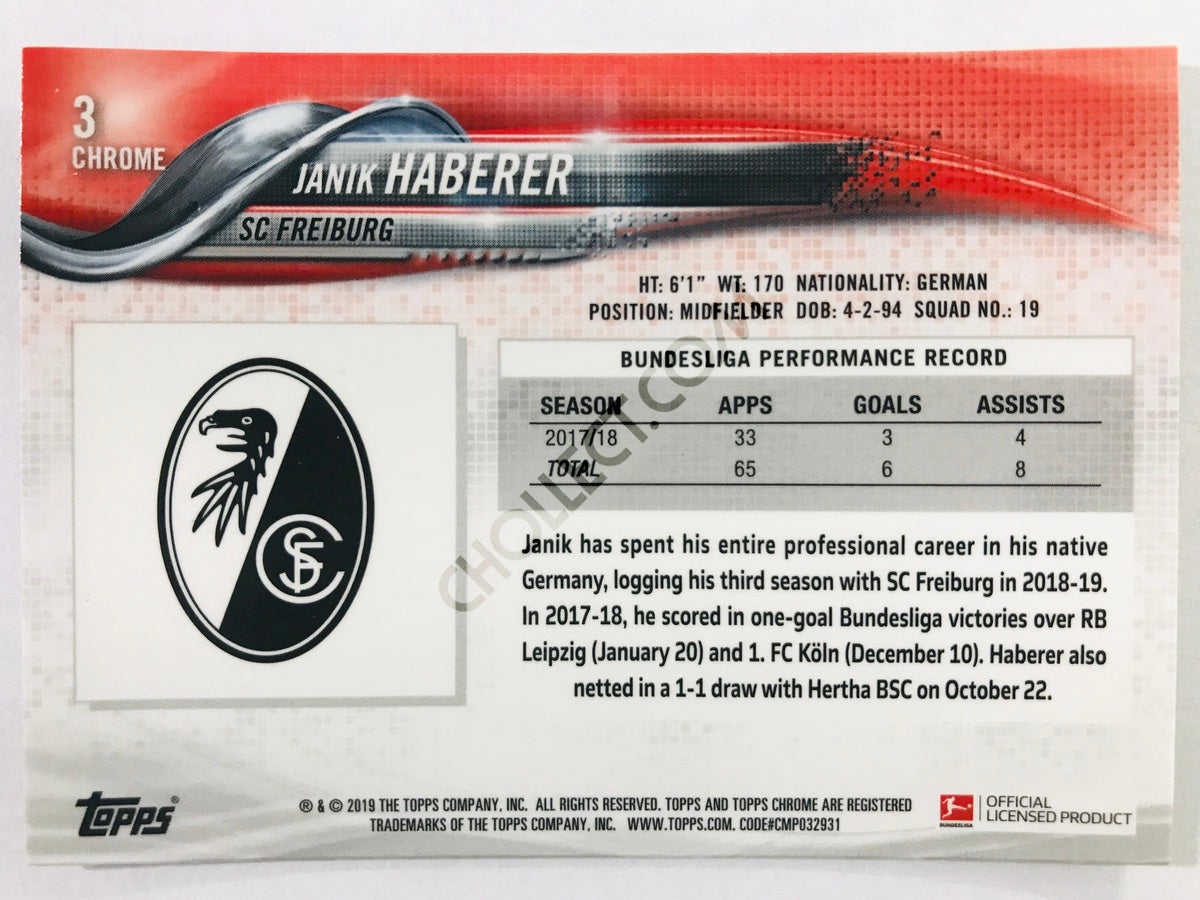 3
CHROME
JANIK HABERER
SC FREIBURG
HT: 6'1" WT: 170 NATIONALITY: GERMAN
POSITION: MIDFIELDER DOB: 4-2-94 SQUAD NO.: 19
BUNDESLIGA PERFORMANCE RECORD
SEASON APPS GOALS ASSISTS
2017/18 33 3 4
TOTAL 65 6 8
Janik has spent his entire professional career in his native
Germany, logging his third season with SC Freiburg in 2018-19.
In 2017-18, he scored in one-goal Bundesliga victories over RB
Leipzig (January 20) and 1. FC Köln (December 10). Haberer also
netted in a 1-1 draw with Hertha BSC on October 22.
CHOLLECT.COM
SFC
TOPPS®
® & © 2019 THE TOPPS COMPANY, INC. ALL RIGHTS RESERVED. TOPPS AND TOPPS CHROME ARE REGISTERED
TRADEMARKS OF THE TOPPS COMPANY, INC. WWW.TOPPS.COM. CODE#CMP032931
BUNDESLIGA
OFFICIAL
LICENSED PRODUCT